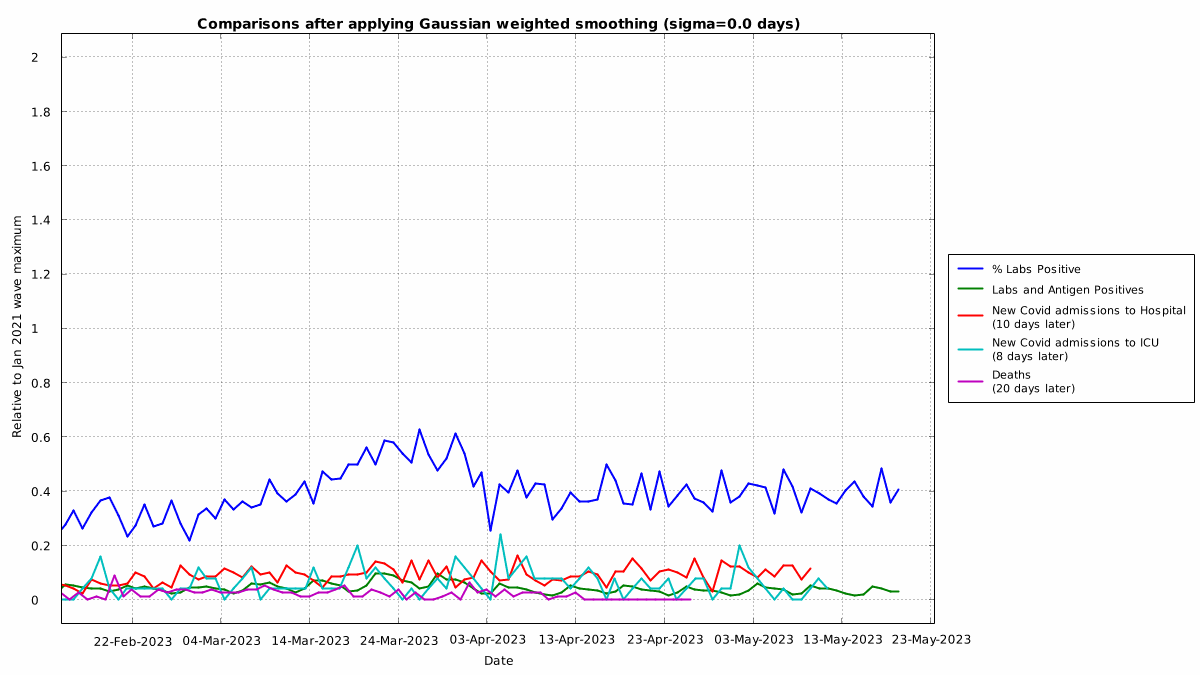 Comparisons after applying Gaussian weighted smoothing (sigma=0.0 days)
Relative to Jan 2021 wave maximum
2
1.8
1.6
1.4
1.2
1
0.8
0.6
0.4
0.2
0
22-Feb-2023 04-Mar-2023 14-Mar-2023 24-Mar-2023 03-Apr-2023 13-Apr-2023 23-Apr-2023 03-May-2023 13-May-2023 23-May-2023
Date
% Labs Positive
Labs and Antigen Positives
New Covid admissions to Hospital
(10 days later)
New Covid admissions to ICU
(8 days later)
Deaths
(20 days later)